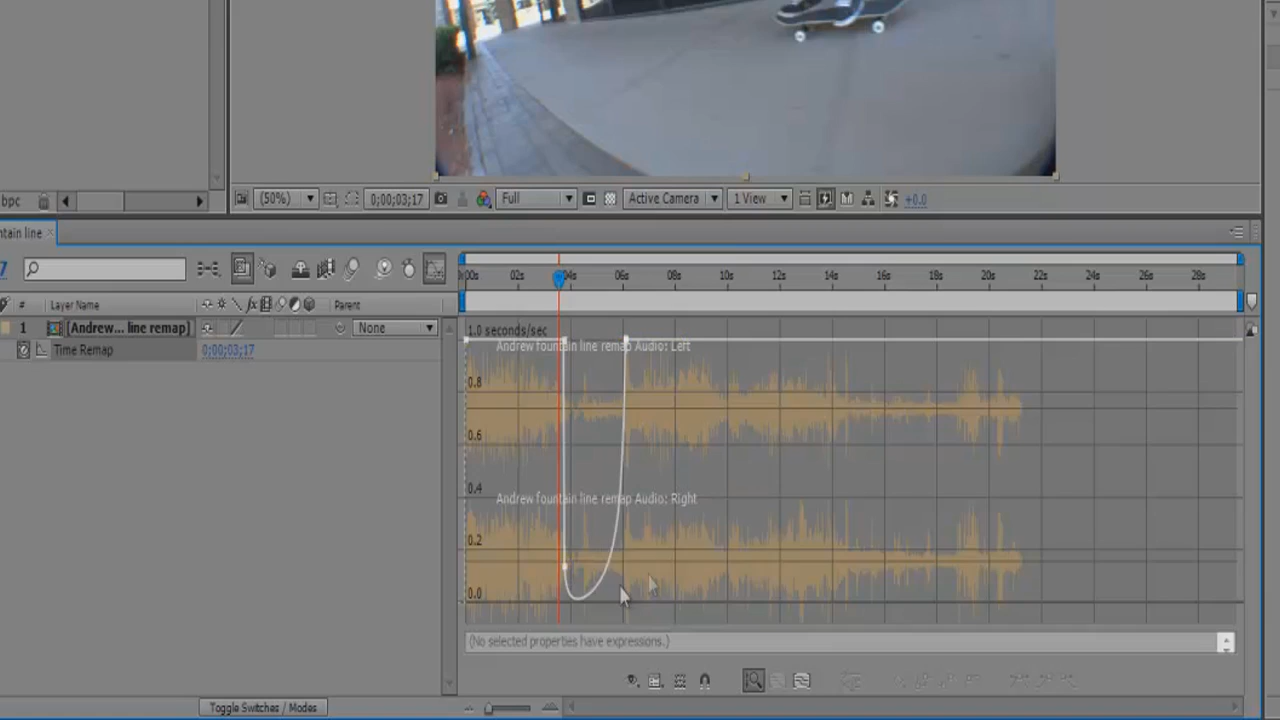 bpc
(50%)
0;00;03;17
Full
Active Camera
1 View
+0.0
ntain line
7
# Layer Name
Parent
1 [Andrew... line remap]
None
Time Remap
0;00;03;17
00s 02s 04s 06s 08s 10s 12s 14s 16s 18s 20s 22s 24s 26s 28s
1.0 seconds/sec
Andrew fountain line remap Audio: Left
0.8
0.6
0.4
Andrew fountain line remap Audio: Right
0.2
0.0
(No selected properties have expressions.)
Toggle Switches / Modes